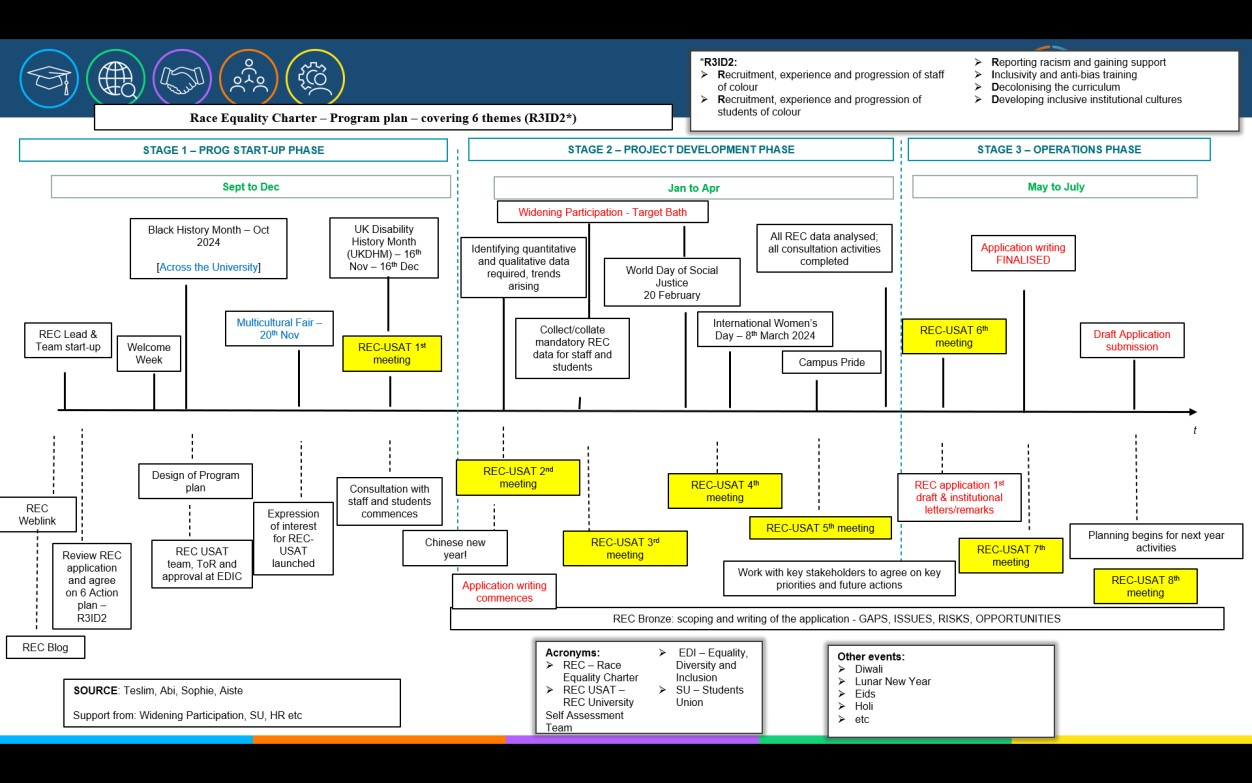 *R3ID2:
➢ Recruitment, experience and progression of staff
of colour
➢ Recruitment, experience and progression of
students of colour
➢ Reporting racism and gaining support
➢ Inclusivity and anti-bias training
➢ Decolonising the curriculum
➢ Developing inclusive institutional cultures
Race Equality Charter – Program plan – covering 6 themes (R3ID2*)
STAGE 1 – PROG START-UP PHASE
STAGE 2 – PROJECT DEVELOPMENT PHASE
STAGE 3 – OPERATIONS PHASE
Sept to Dec
Jan to Apr
May to July
Black History Month – Oct
2024
[Across the University]
UK Disability
History Month
(UKDHM) – 16th
Nov – 16th Dec
Widening Participation - Target Bath
Identifying quantitative
and qualitative data
required, trends
arising
World Day of Social
Justice
20 February
All REC data analysed;
all consultation activities
completed
Application writing
FINALISED
REC Lead &
Team start-up
Welcome
Week
Multicultural Fair –
20th Nov
REC-USAT 1st
meeting
Collect/collate
mandatory REC
data for staff and
students
International Women's
Day – 8th March 2024
Campus Pride
REC-USAT 6th
meeting
Draft Application
submission
t
REC
Weblink
Review REC
application and
agree
on 6 Action
plan –
R3ID2
REC Blog
Design of Program
plan
REC USAT
team, ToR and
approval at EDIC
Expression
of interest
for REC-
USAT
launched
Consultation with
staff and students
commences
REC-USAT 2nd
meeting
Chinese new
year!
Application writing
commences
REC-USAT 3rd
meeting
REC-USAT 4th
meeting
REC-USAT 5th meeting
Work with key stakeholders to agree on key
priorities and future actions
REC application 1st
draft & institutional
letters/remarks
REC-USAT 7th
meeting
Planning begins for next year
activities
REC-USAT 8th
meeting
REC Bronze: scoping and writing of the application - GAPS, ISSUES, RISKS, OPPORTUNITIES
SOURCE: Teslim, Abi, Sophie, Aiste
Support from: Widening Participation, SU, HR etc
Acronyms:
➢ REC – Race
Equality Charter
➢ REC USAT –
REC University
Self Assessment
Team
➢ EDI – Equality,
Diversity and
Inclusion
➢ SU – Students
Union
Other events:
➢ Diwali
➢ Lunar New Year
➢ Eids
➢ Holi
➢ etc